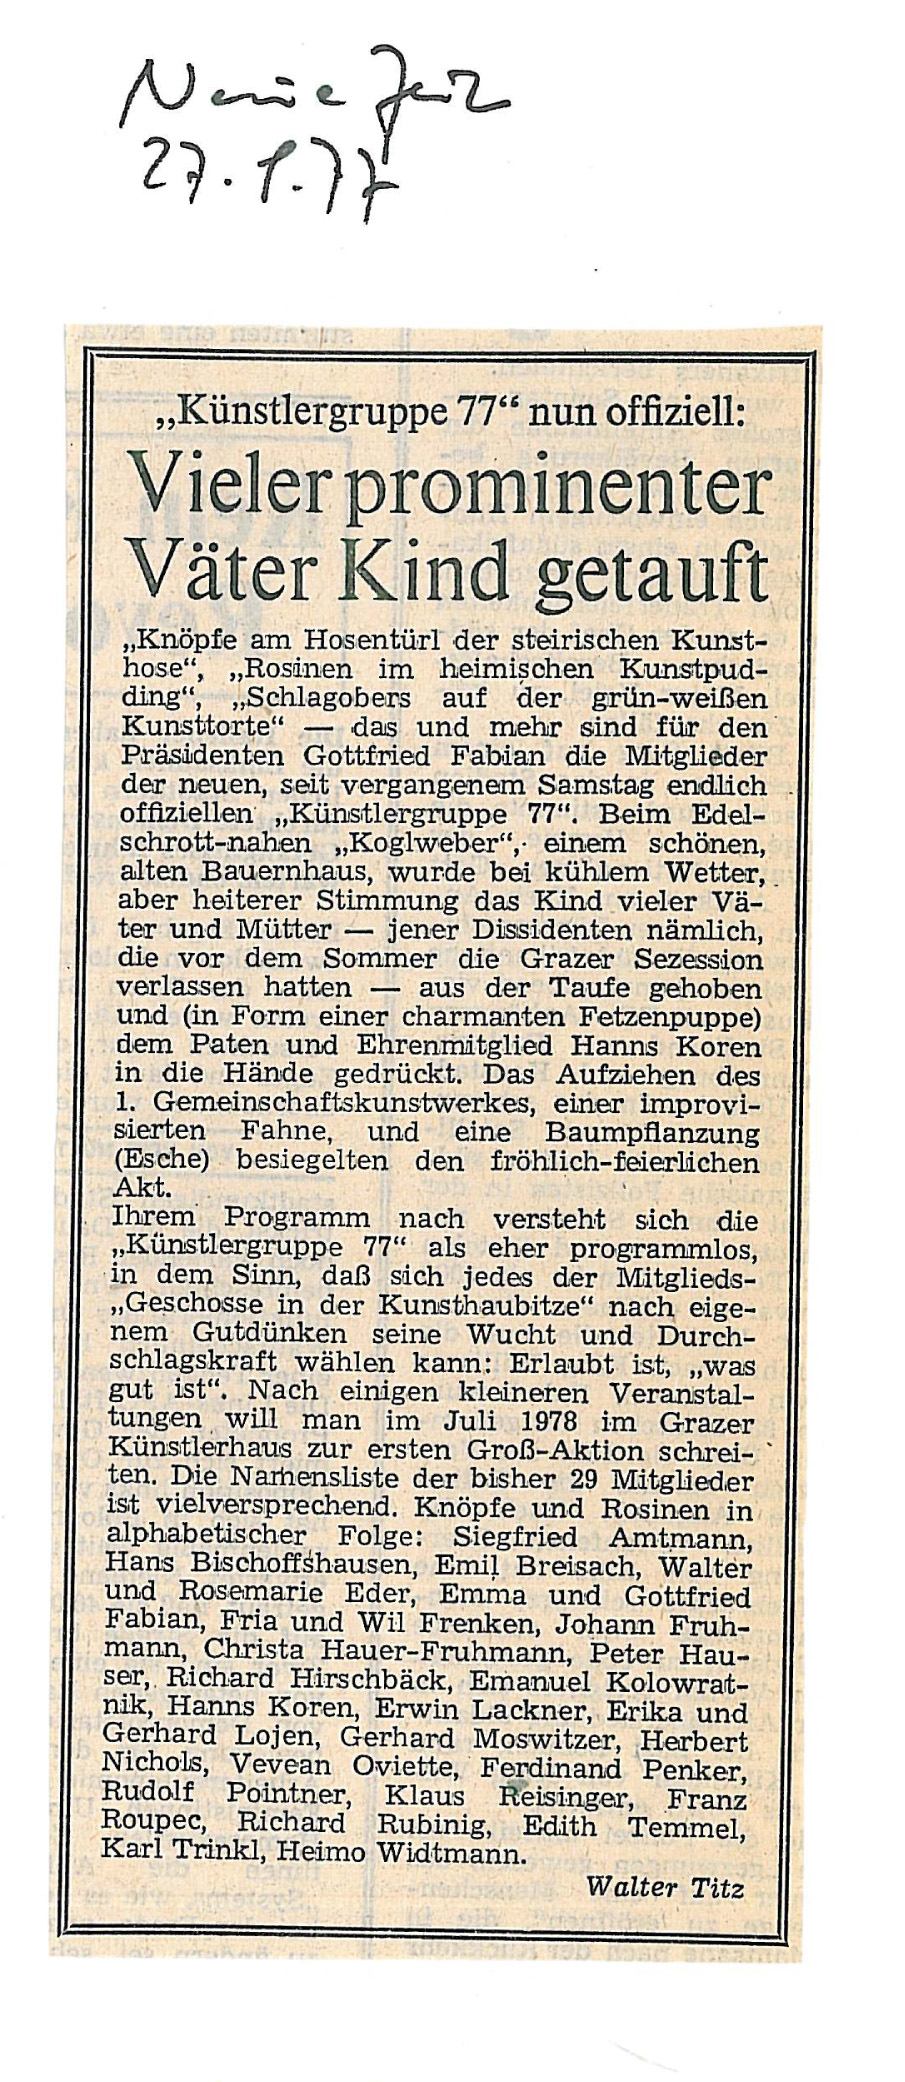 Neue Zeit
27.9.77
„Künstlergruppe 77“ nun offiziell:
Vieler prominenter
Väter Kind getauft
„Knöpfe am Hosentürl der steirischen Kunst-
hose“, „Rosinen im heimischen Kunstpud-
ding“, „Schlagobers auf der grün-weißen
Kunsttorte“ — das und mehr sind für den
Präsidenten Gottfried Fabian die Mitglieder
der neuen, seit vergangenem Samstag endlich
offiziellen „Künstlergruppe 77“. Beim Edel-
schrott-nahen „Koglweber“, einem schönen,
alten Bauernhaus, wurde bei kühlem Wetter,
aber heiterer Stimmung das Kind vieler Vä-
ter und Mütter — jener Dissidenten nämlich,
die vor dem Sommer die Grazer Sezession
verlassen hatten — aus der Taufe gehoben
und (in Form einer charmanten Fetzenpuppe)
dem Paten und Ehrenmitglied Hanns Koren
in die Hände gedrückt. Das Aufziehen des
1. Gemeinschaftskunstwerkes, einer improvi-
sierten Fahne, und eine Baumpflanzung
(Esche) besiegelten den fröhlich-feierlichen
Akt.
Ihrem Programm nach versteht sich die
„Künstlergruppe 77“ als eher programmlos,
in dem Sinn, daß sich jedes der Mitglieds-
„Geschosse in der Kunsthaubitze“ nach eige-
nem Gutdünken seine Wucht und Durch-
schlagskraft wählen kann: Erlaubt ist, „was
gut ist“. Nach einigen kleineren Veranstal-
tungen will man im Juli 1978 im Grazer
Künstlerhaus zur ersten Groß-Aktion schrei-
ten. Die Namensliste der bisher 29 Mitglieder
ist vielversprechend. Knöpfe und Rosinen in
alphabetischer Folge: Siegfried Amtmann,
Hans Bischoffshausen, Emil Breisach, Walter
und Rosemarie Eder, Emma und Gottfried
Fabian, Fria und Wil Frenken, Johann Fruh-
mann, Christa Hauer-Fruhmann, Peter Hau-
ser, Richard Hirschbäck, Emanuel Kolowrat-
nik, Hanns Koren, Erwin Lackner, Erika und
Gerhard Lojen, Gerhard Moswitzer, Herbert
Nichols, Vevean Oviette, Ferdinand Penker,
Rudolf Pointner, Klaus Reisinger, Franz
Roupec, Richard Rubinig, Edith Temmel,
Karl Trinkl, Heimo Widtmann.
Walter Titz